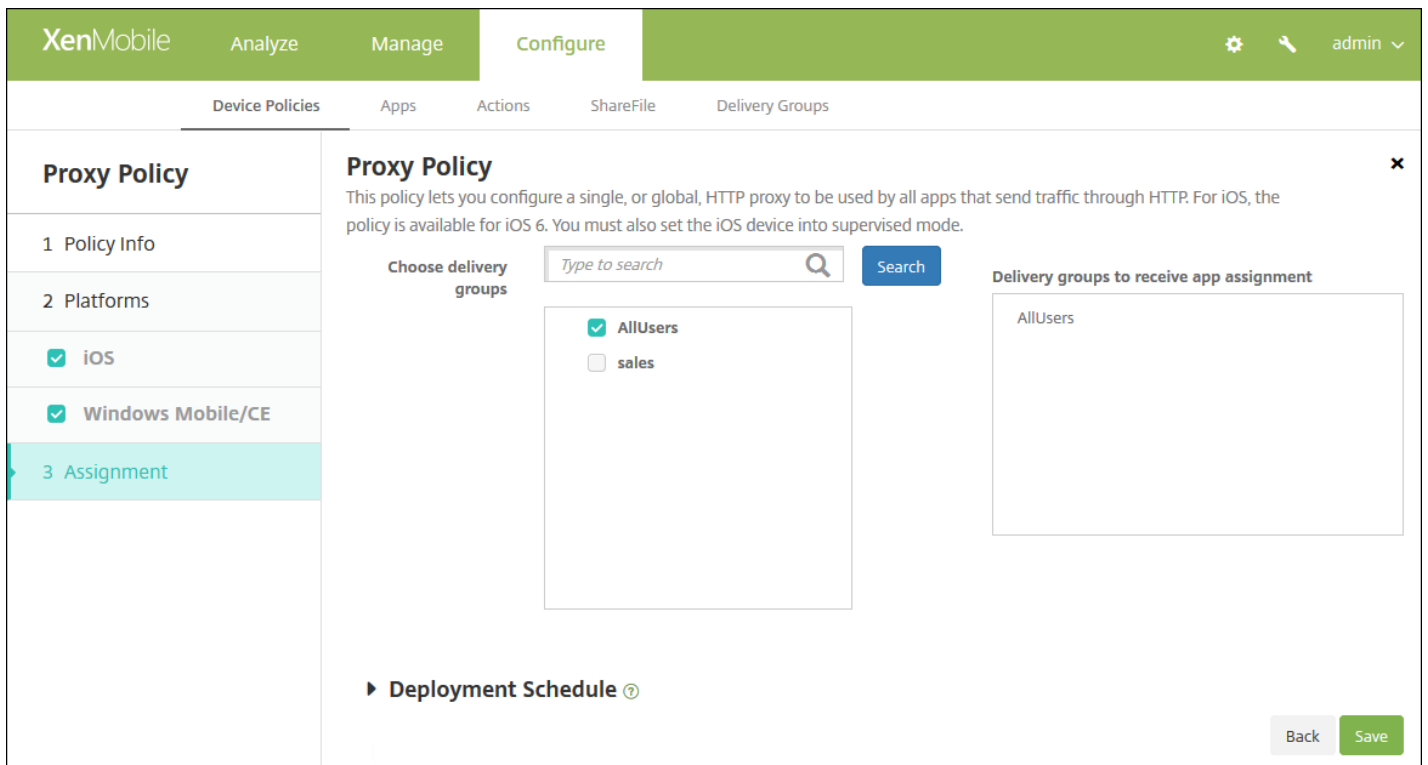 XenMobile Analyze Manage Configure admin
Device Policies Apps Actions ShareFile Delivery Groups
Proxy Policy
1 Policy Info
2 Platforms
iOS
Windows Mobile/CE
3 Assignment
Proxy Policy
This policy lets you configure a single, or global, HTTP proxy to be used by all apps that send traffic through HTTP. For iOS, the
policy is available for iOS 6. You must also set the iOS device into supervised mode.
Choose delivery
groups
Type to search
Search
AllUsers
sales
Delivery groups to receive app assignment
AllUsers
Deployment Schedule ?
Back Save